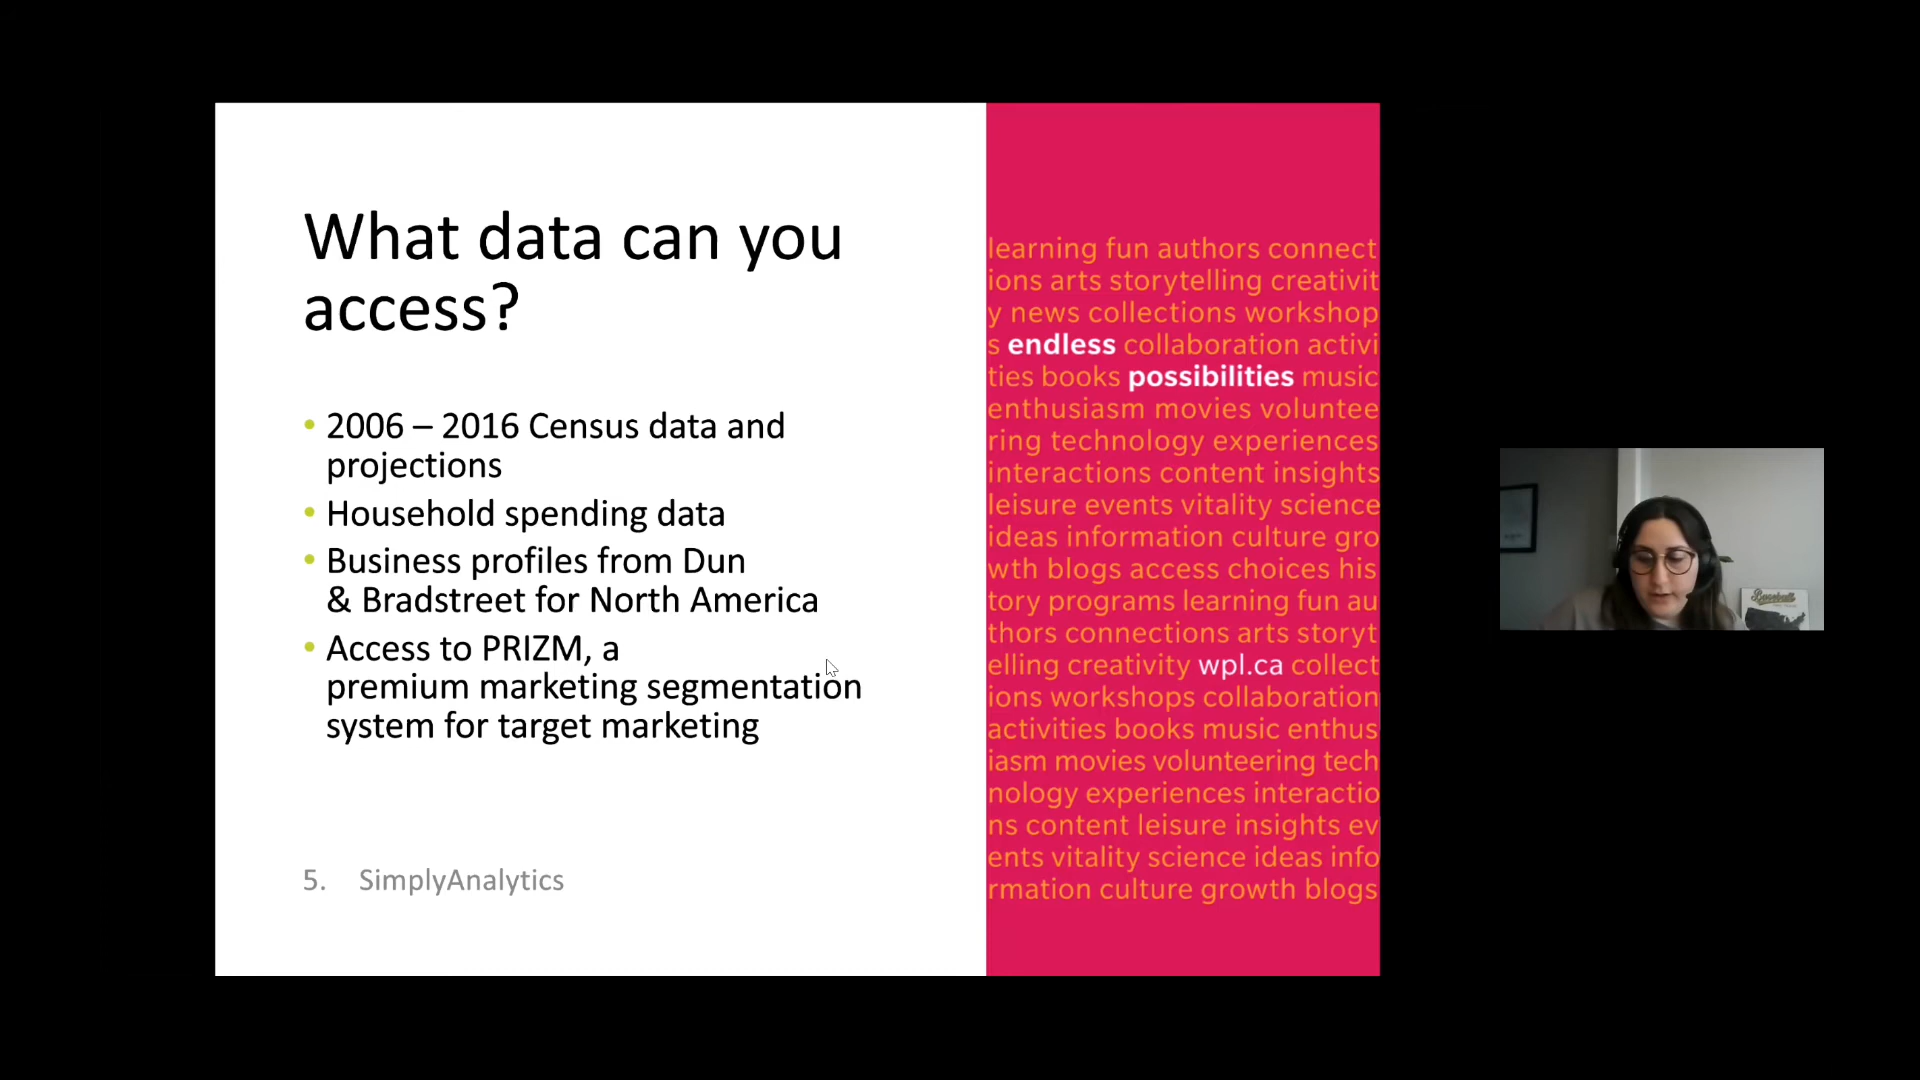 What data can you
access?
• 2006 – 2016 Census data and
projections
• Household spending data
• Business profiles from Dun
& Bradstreet for North America
• Access to PRIZM, a
premium marketing segmentation
system for target marketing
5. SimplyAnalytics
learning fun authors connect
ions arts storytelling creativit
y news collections workshop
s endless collaboration activi
ties books possibilities music
enthusiasm movies voluntee
ring technology experiences
interactions content insights
leisure events vitality science
ideas information culture gro
wth blogs access choices his
tory programs learning fun au
thors connections arts storyt
elling creativity wpl.ca collect
ions workshops collaboration
activities books music enthus
iasm movies volunteering tech
nology experiences interactio
ns content leisure insights ev
ents vitality science ideas info
rmation culture growth blogs
Baseball